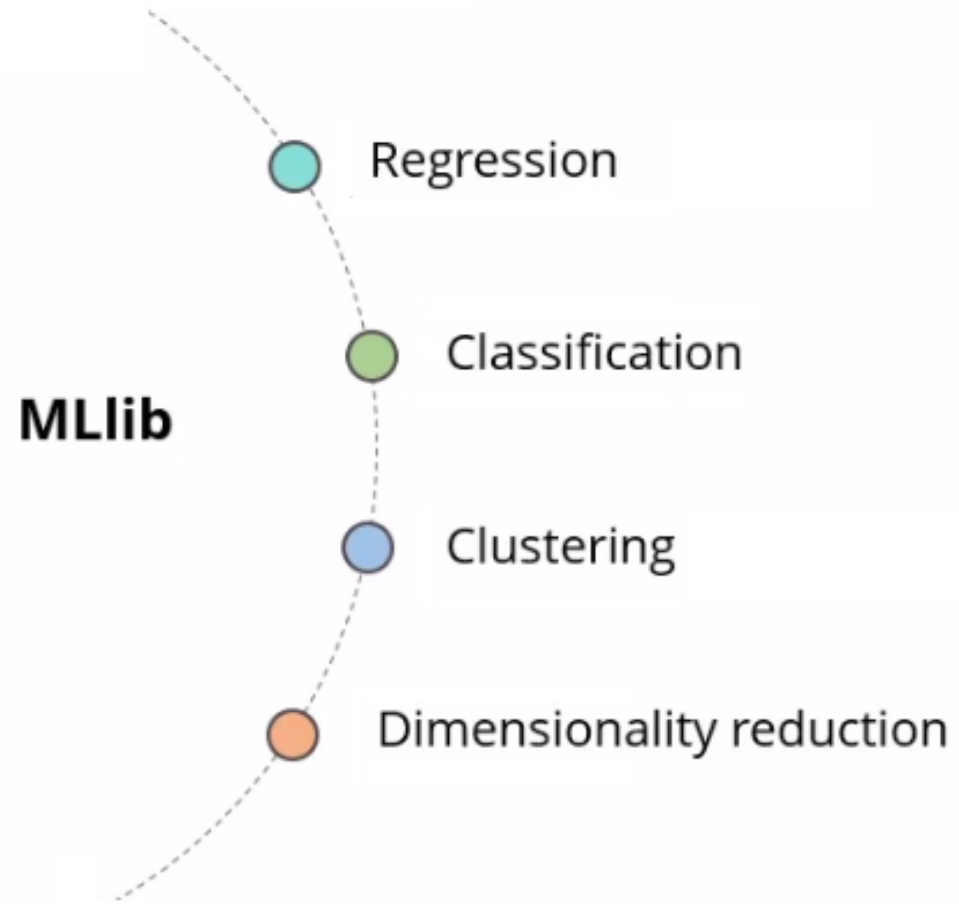 Regression
Classification
MLlib
Clustering
Dimensionality reduction